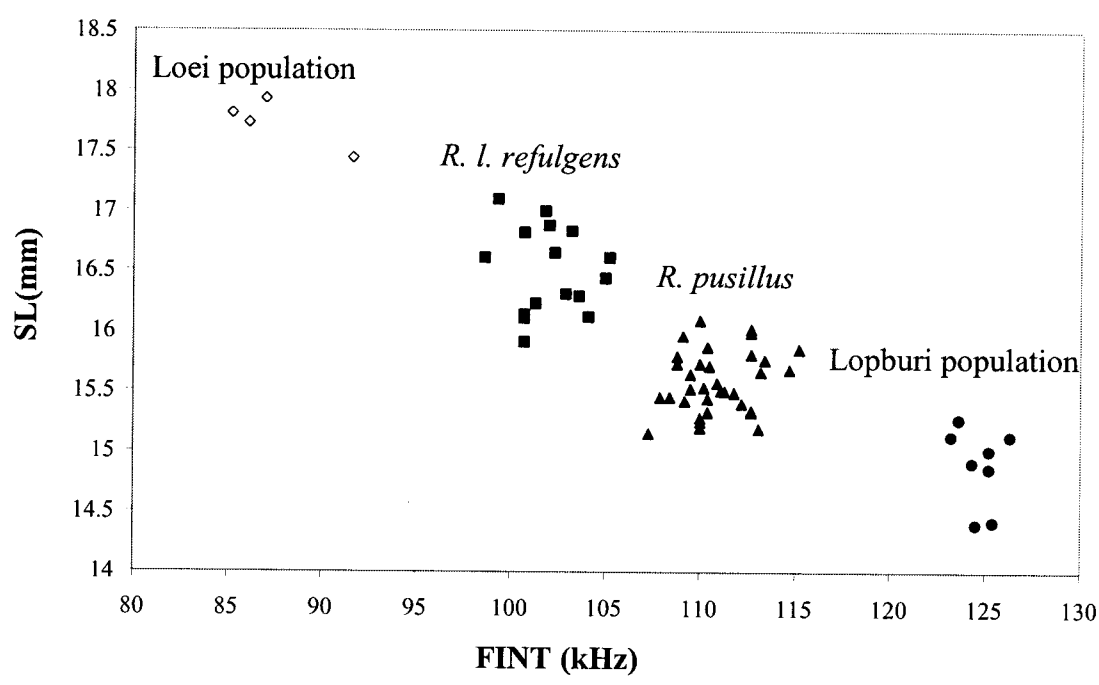 18.5
Loei population
18
17.5
R. l. refulgens
17
SL(mm)
16.5
R. pusillus
16
Lopburi population
15.5
15
14.5
14
80 85 90 95 100 105 110 115 120 125 130
FINT (kHz)